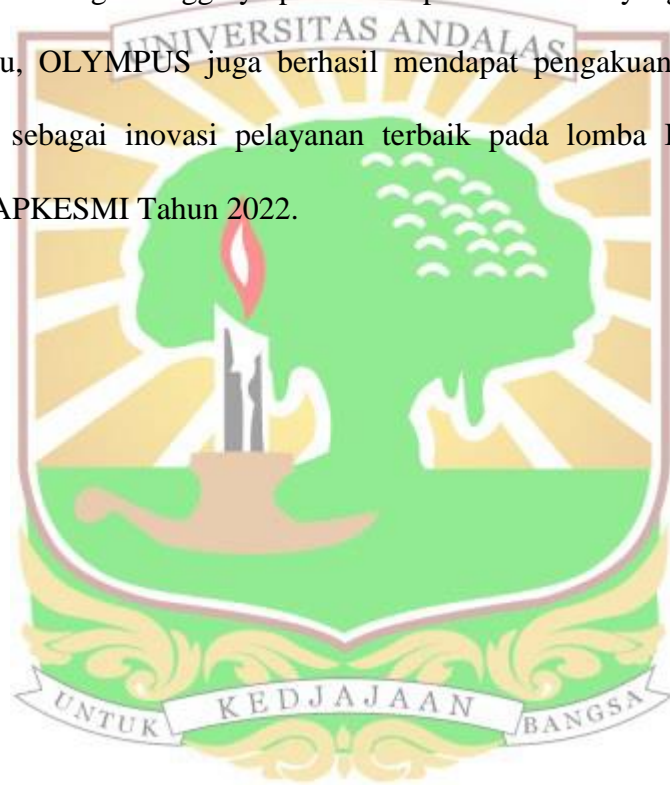 UNIVERSITAS ANDALAS
u, OLYMPUS juga berhasil mendapat pengakuan
sebagai inovasi pelayanan terbaik pada lomba
APKESMI Tahun 2022.
UNTUK KEDJAJAAN BANGSA